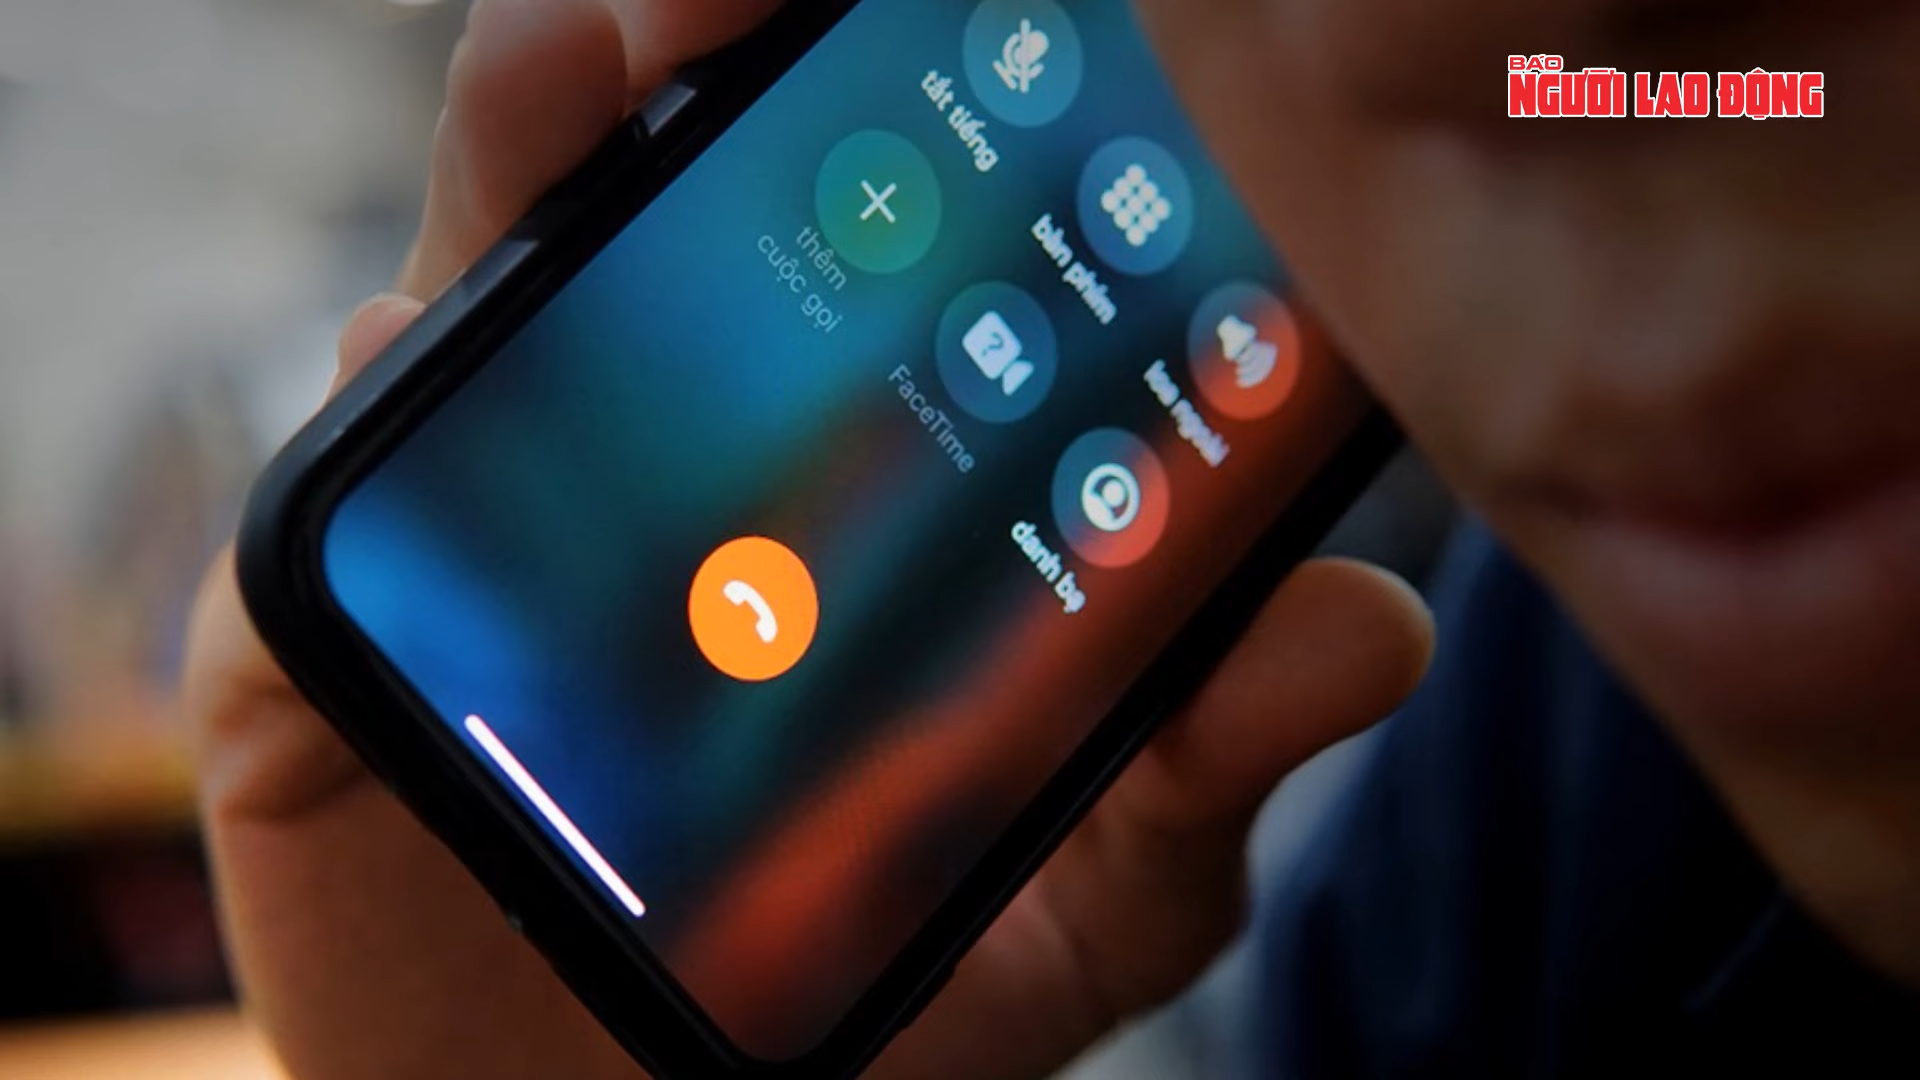 BÁO
NGƯỜI LAO ĐỘNG
tắt tiếng
bàn phím
loa ngoài
thêm
cuộc gọi
FaceTime
danh bạ